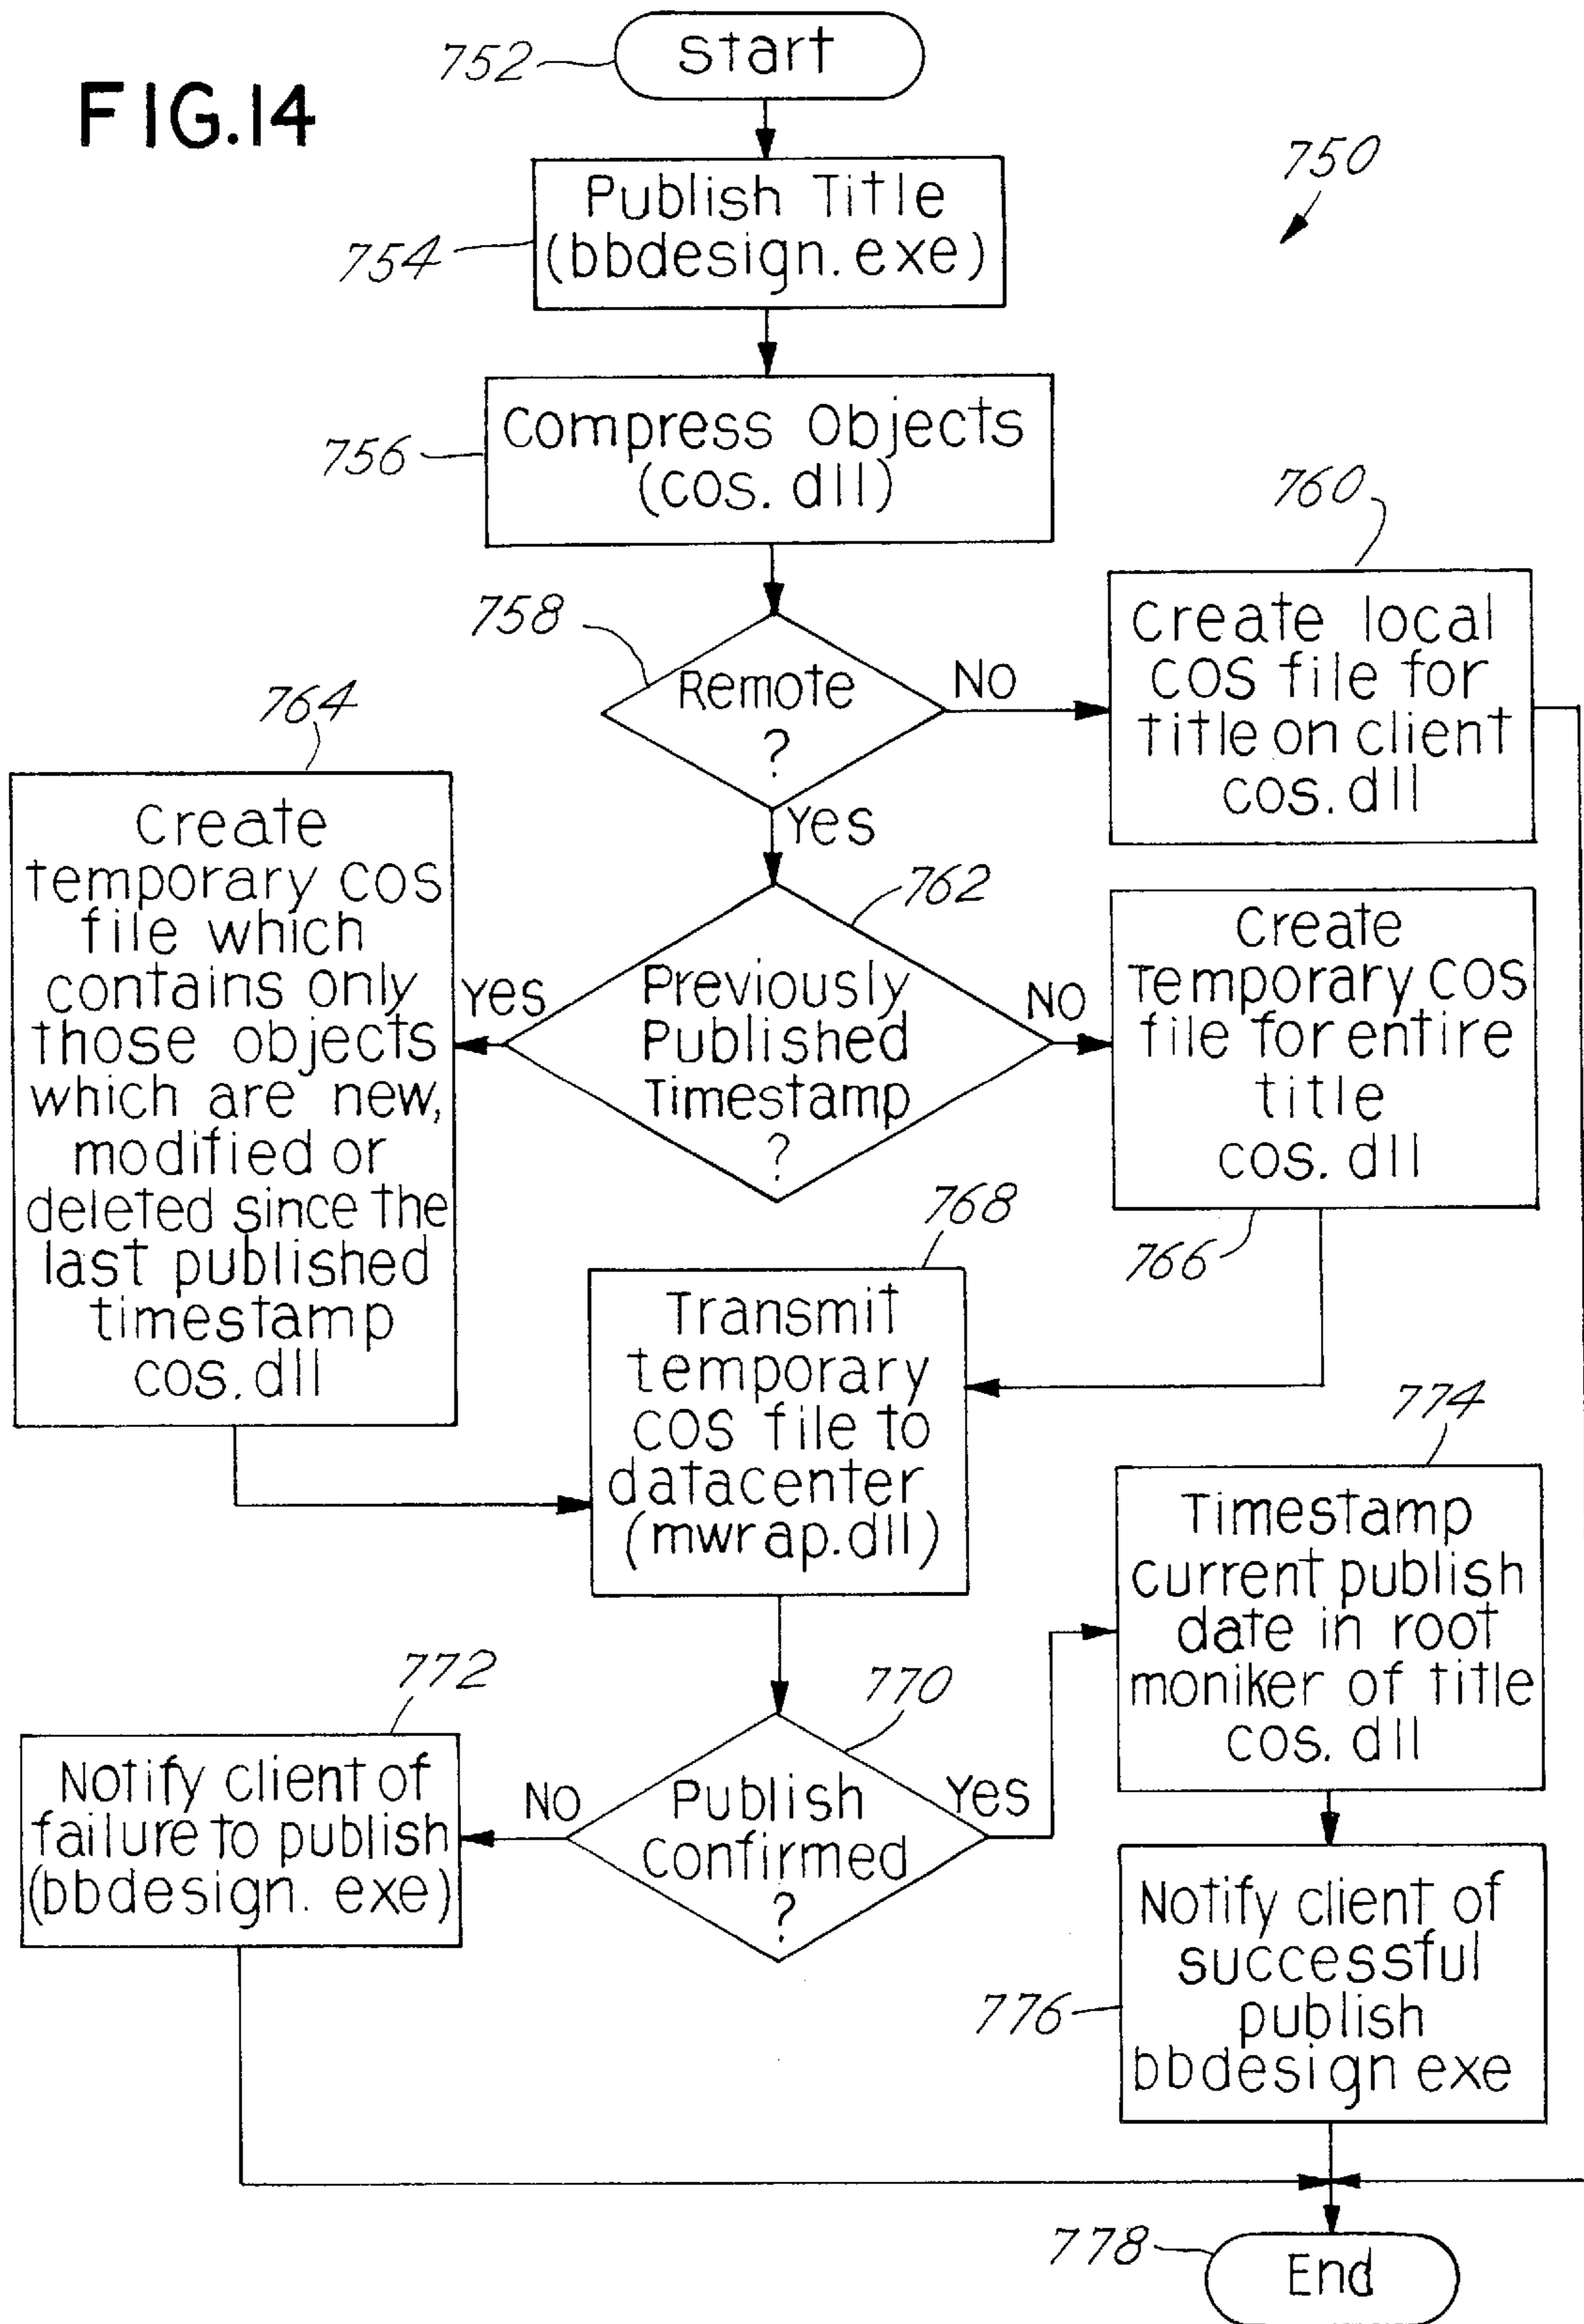 FIG.14
752
Start
750
Publish Title
(bbdesign.exe)
754
Compress Objects
(cos.dll)
756
758
Remote
?
NO
Yes
760
Create local
COS file for
title on client
cos.dll
764
Create
temporary COS
file which
contains only
those objects
which are new,
modified or
deleted since the
last published
timestamp
cos.dll
762
Previously
Published
Timestamp
?
Yes
NO
Create
Temporary COS
file for entire
title
cos.dll
766
768
Transmit
temporary
COS file to
datacenter
(mwrap.dll)
774
Timestamp
current publish
date in root
moniker of title
cos.dll
772
Notify client of
failure to publish
(bbdesign.exe)
770
Publish
Confirmed
?
NO
Yes
776
Notify client of
successful
publish
bbdesign exe
778
End